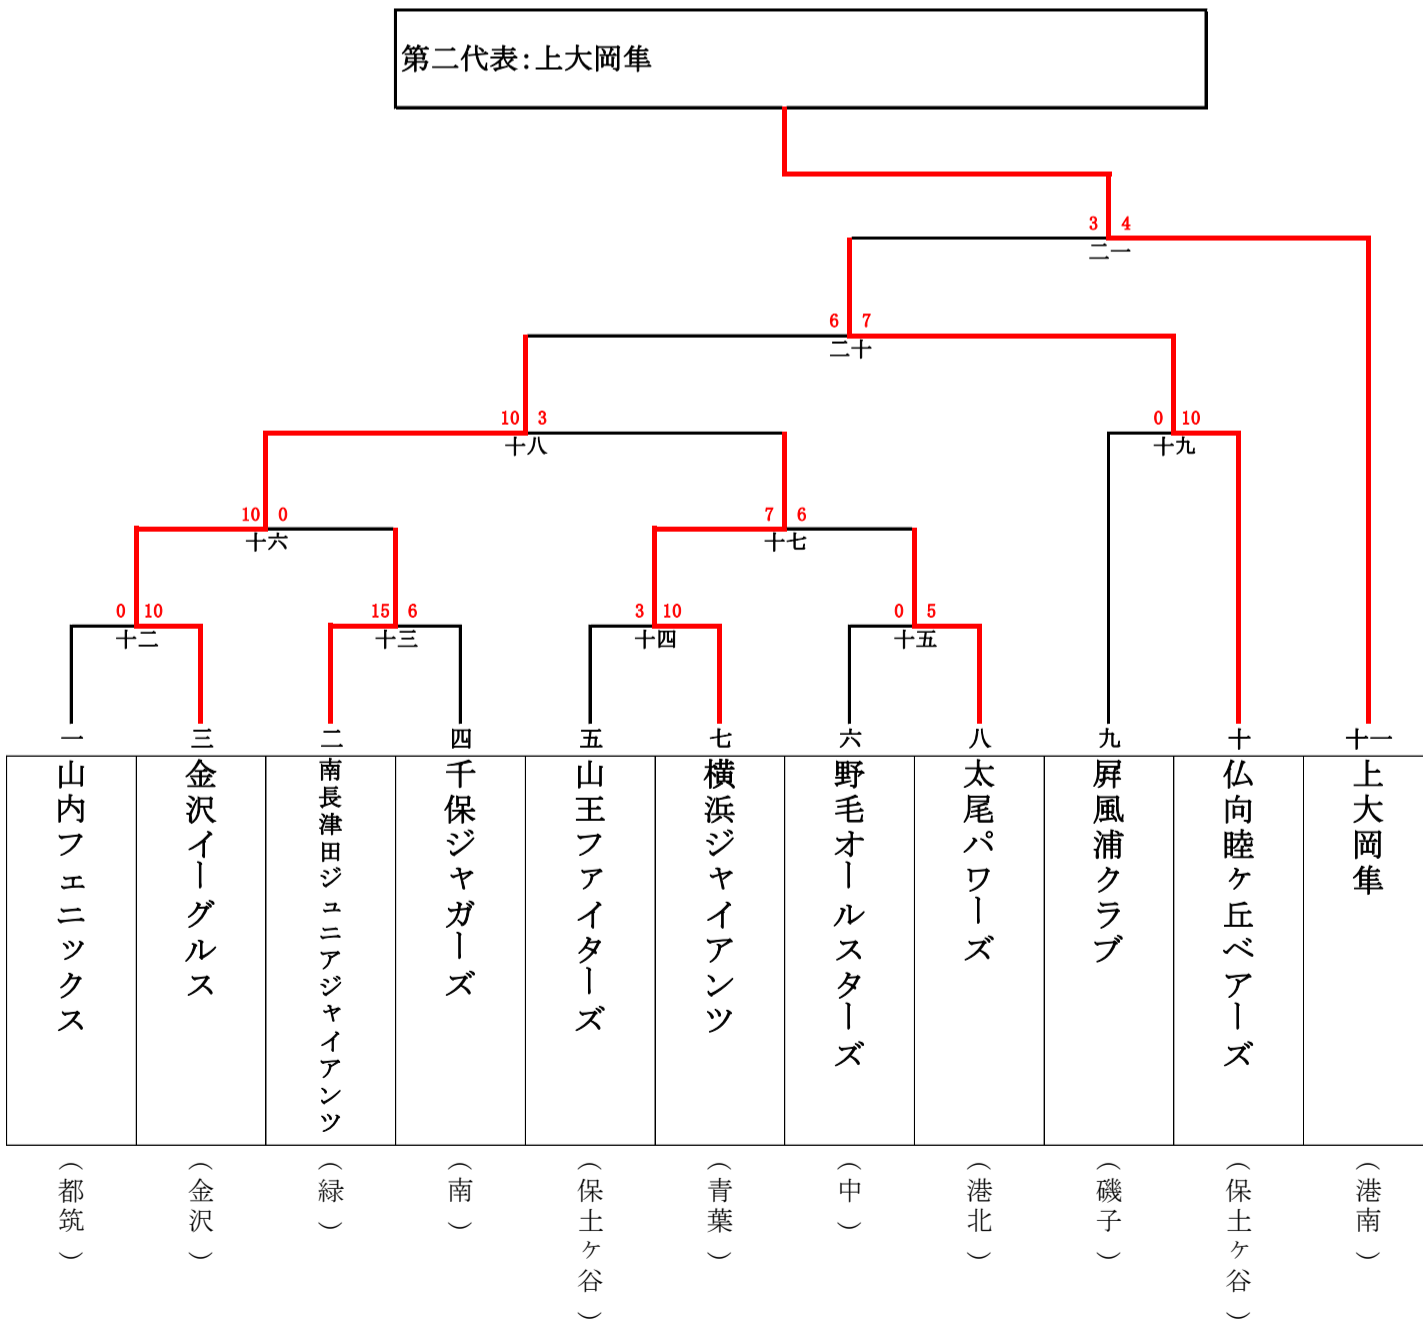 第二代表:上大岡隼
3 4
二一
6 7
二十
10 3
十八
0 10
十九
10 0
十六
7 6
十七
0 10
十二
15 6
十三
3 10
十四
0 5
十五
一
三
二
四
五
七
六
八
九
十
十一
山内フェニックス
金沢イーグルス
南長津田ジュニアジャイアンツ
千保ジャガーズ
山王ファイターズ
横浜ジャイアンツ
野毛オールスターズ
太尾パワーズ
屛風浦クラブ
仏向睦ヶ丘ベアーズ
上大岡隼
（都筑）
（金沢）
（緑）
（南）
（保土ケ谷）
（青葉）
（中）
（港北）
（磯子）
（保土ケ谷）
（港南）